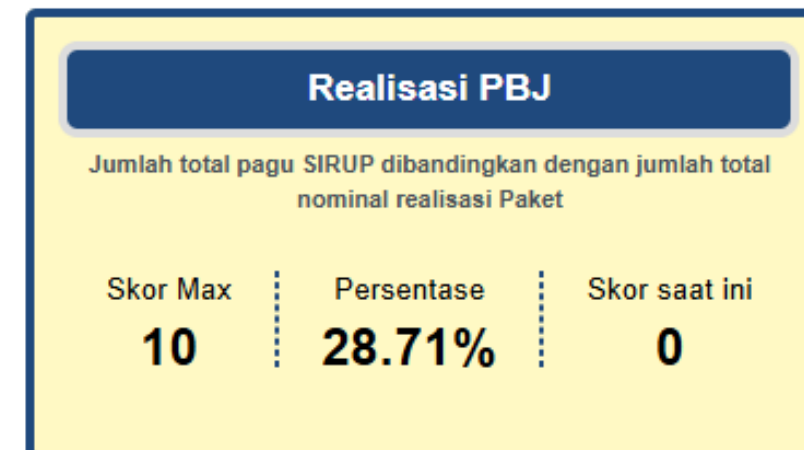 Realisasi PBJ
Jumlah total pagu SIRUP dibandingkan dengan jumlah total
nominal realisasi Paket
Skor Max
Persentase
Skor saat ini
10
28.71%
0